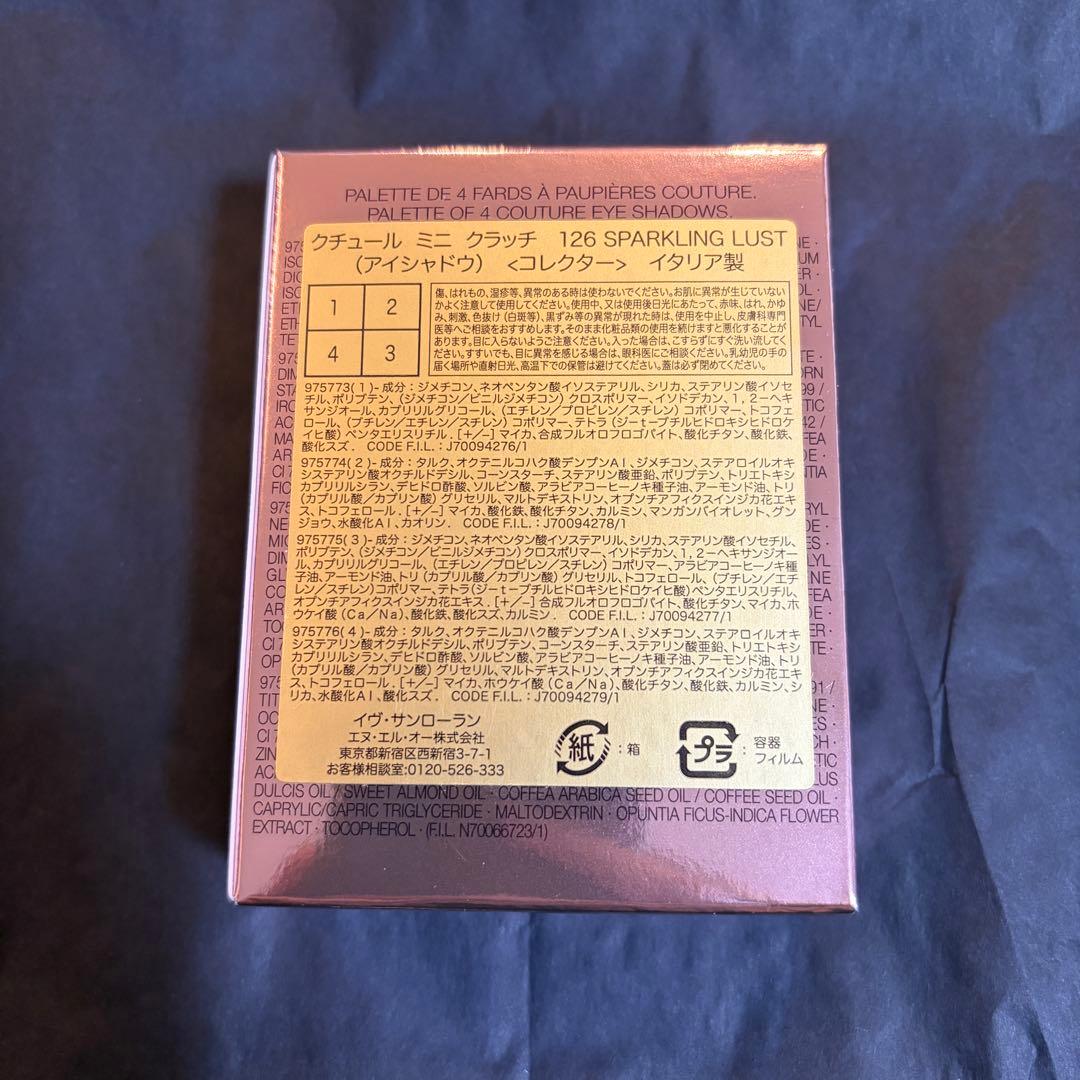 PALETTE DE 4 FARDS À PAUPIÈRES COUTURE.
PALETTE OF 4 COUTURE EYE SHADOWS.
クチュール ミニ クラッチ 126 SPARKLING LUST
(アイシャドウ) <コレクター> イタリア製
1 2
4 3
傷、はれもの、湿疹等、異常のある時は使わないでください。お肌に異常が生じていない
かよく注意して使用してください。使用中、又は使用後日光にあたって、赤味、はれ、かゆ
み、刺激、色抜け(白斑等)、黒ずみ等の異常が現れた時は、使用を中止し、皮膚科専門
医等へご相談をおすすめします。そのまま化粧品類の使用を続けますと悪化することが
あります。目に入らないようご注意ください。入った場合は、こすらずにすぐ洗い流してく
ださい。すすいでも、目に異常を感じる場合は、眼科医にご相談ください。乳幼児の手の
届く場所や直射日光、高温下での保管は避けてください。蓋は必ず閉めてください。
975773(1)-成分:ジメチコン、ネオペンタン酸イソステアリル、シリカ、ステアリン酸イソセ
チル、ポリブテン、(ジメチコン/ビニルジメチコン)クロスポリマー、イソドデカン、1,2-ヘキ
サンジオール、カプリリルグリコール、(エチレン/プロピレン/スチレン)コポリマー、トコフェ
ロール、(ブチレン/エチレン/スチレン)コポリマー、テトラ(ジーt-ブチルヒドロキシヒドロケ
イヒ酸)ペンタエリスリチル.[+/-]マイカ、合成フルオロフロゴパイト、酸化チタン、酸化鉄、
酸化スズ. CODE F.I.L.:J70094276/1
975774(2)-成分:タルク、オクテニルコハク酸デンプンAl、ジメチコン、ステアロイルオキ
システアリン酸オクチルドデシル、コーンスターチ、ステアリン酸亜鉛、ポリブテン、トリエトキシ
カプリリルシラン、デヒドロ酢酸、ソルビン酸、アラビアコーヒーノキ種子油、アーモンド油、トリ
(カプリル酸/カプリン酸)グリセリル、マルトデキストリン、オプンチアフィクスインジカ花エキ
ス、トコフェロール.[+/-]マイカ、酸化鉄、酸化チタン、カルミン、マンガンバイオレット、グン
ジョウ、水酸化Al、カオリン. CODE F.I.L.:J70094278/1
975775(3)-成分:ジメチコン、ネオペンタン酸イソステアリル、シリカ、ステアリン酸イソセチル、
ポリブテン、(ジメチコン/ビニルジメチコン)クロスポリマー、イソドデカン、1,2-ヘキサンジオー
ル、カプリリルグリコール、(エチレン/プロピレン/スチレン)コポリマー、アラビアコーヒーノキ種
子油、アーモンド油、トリ(カプリル酸/カプリン酸)グリセリル、トコフェロール、(ブチレン/エチレ
ン/スチレン)コポリマー、テトラ(ジーt-ブチルヒドロキシヒドロケイヒ酸)ペンタエリスリチル、
オプンチアフィクスインジカ花エキス.[+/-]合成フルオロフロゴパイト、酸化チタン、マイカ、ホ
ウケイ酸(Ca/Na)、酸化鉄、酸化スズ、カルミン. CODE F.I.L.:J70094277/1
975776(4)-成分:タルク、オクテニルコハク酸デンプンAl、ジメチコン、ステアロイルオキ
システアリン酸オクチルドデシル、ポリブテン、コーンスターチ、ステアリン酸亜鉛、トリエトキシ
カプリリルシラン、デヒドロ酢酸、ソルビン酸、アラビアコーヒーノキ種子油、アーモンド油、トリ
(カプリル酸/カプリン酸)グリセリル、マルトデキストリン、オプンチアフィクスインジカ花エキ
ス、トコフェロール.[+/-]マイカ、ホウケイ酸(Ca/Na)、酸化チタン、酸化鉄、カルミン、シ
リカ、水酸化Al、酸化スズ. CODE F.I.L.:J70094279/1
イヴ・サンローラン
エヌ・エル・オー株式会社
東京都新宿区西新宿3-7-1
お客様相談室:0120-526-333
紙:箱
プラ:容器
フィルム
DULCIS OIL / SWEET ALMOND OIL · COFFEA ARABICA SEED OIL / COFFEE SEED OIL ·
CAPRYLIC/CAPRIC TRIGLYCERIDE · MALTODEXTRIN · OPUNTIA FICUS-INDICA FLOWER
EXTRACT · TOCOPHEROL · (F.I.L. N70066723/1)